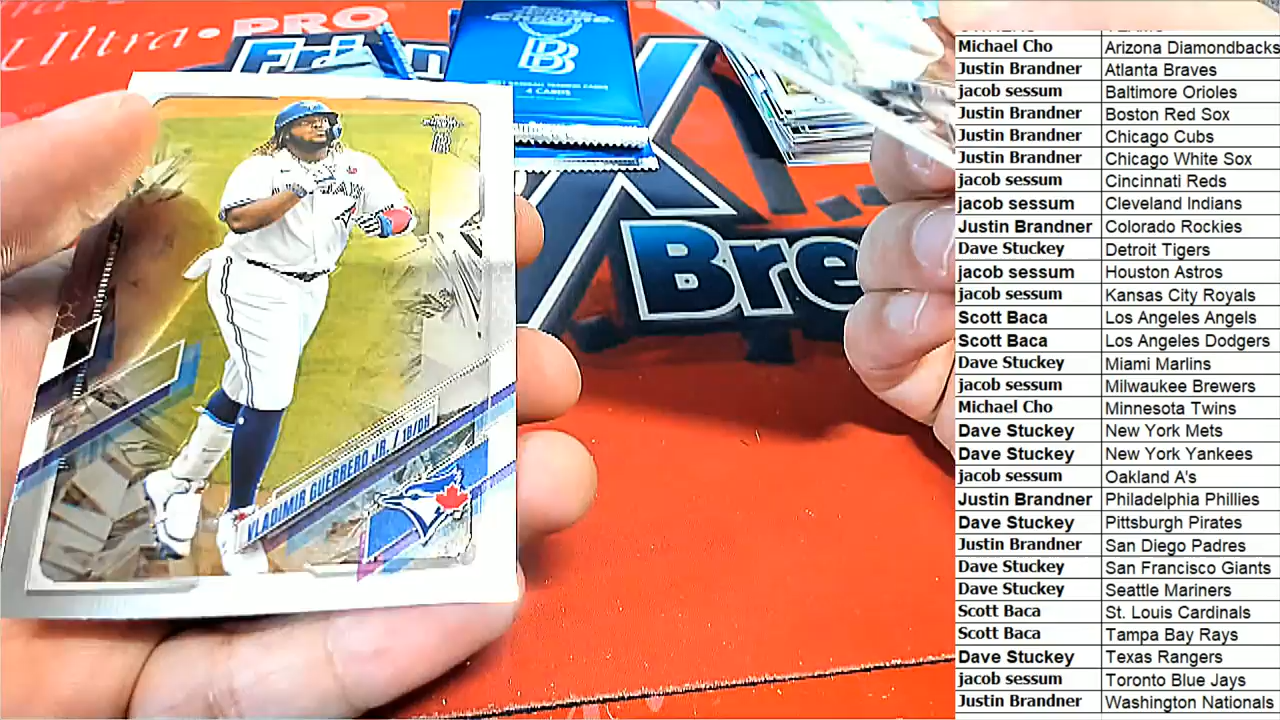 Ultra•PRO
CHROME
B
4 CARDS
Bre
VLADIMIR GUERRERO JR. / 1B/DH
OWNERS TEAMS
Michael Cho Arizona Diamondbacks
Justin Brandner Atlanta Braves
jacob sessum Baltimore Orioles
Justin Brandner Boston Red Sox
Justin Brandner Chicago Cubs
Justin Brandner Chicago White Sox
jacob sessum Cincinnati Reds
jacob sessum Cleveland Indians
Justin Brandner Colorado Rockies
Dave Stuckey Detroit Tigers
jacob sessum Houston Astros
jacob sessum Kansas City Royals
Scott Baca Los Angeles Angels
Scott Baca Los Angeles Dodgers
Dave Stuckey Miami Marlins
jacob sessum Milwaukee Brewers
Michael Cho Minnesota Twins
Dave Stuckey New York Mets
Dave Stuckey New York Yankees
jacob sessum Oakland A's
Justin Brandner Philadelphia Phillies
Dave Stuckey Pittsburgh Pirates
Justin Brandner San Diego Padres
Dave Stuckey San Francisco Giants
Dave Stuckey Seattle Mariners
Scott Baca St. Louis Cardinals
Scott Baca Tampa Bay Rays
Dave Stuckey Texas Rangers
jacob sessum Toronto Blue Jays
Justin Brandner Washington Nationals